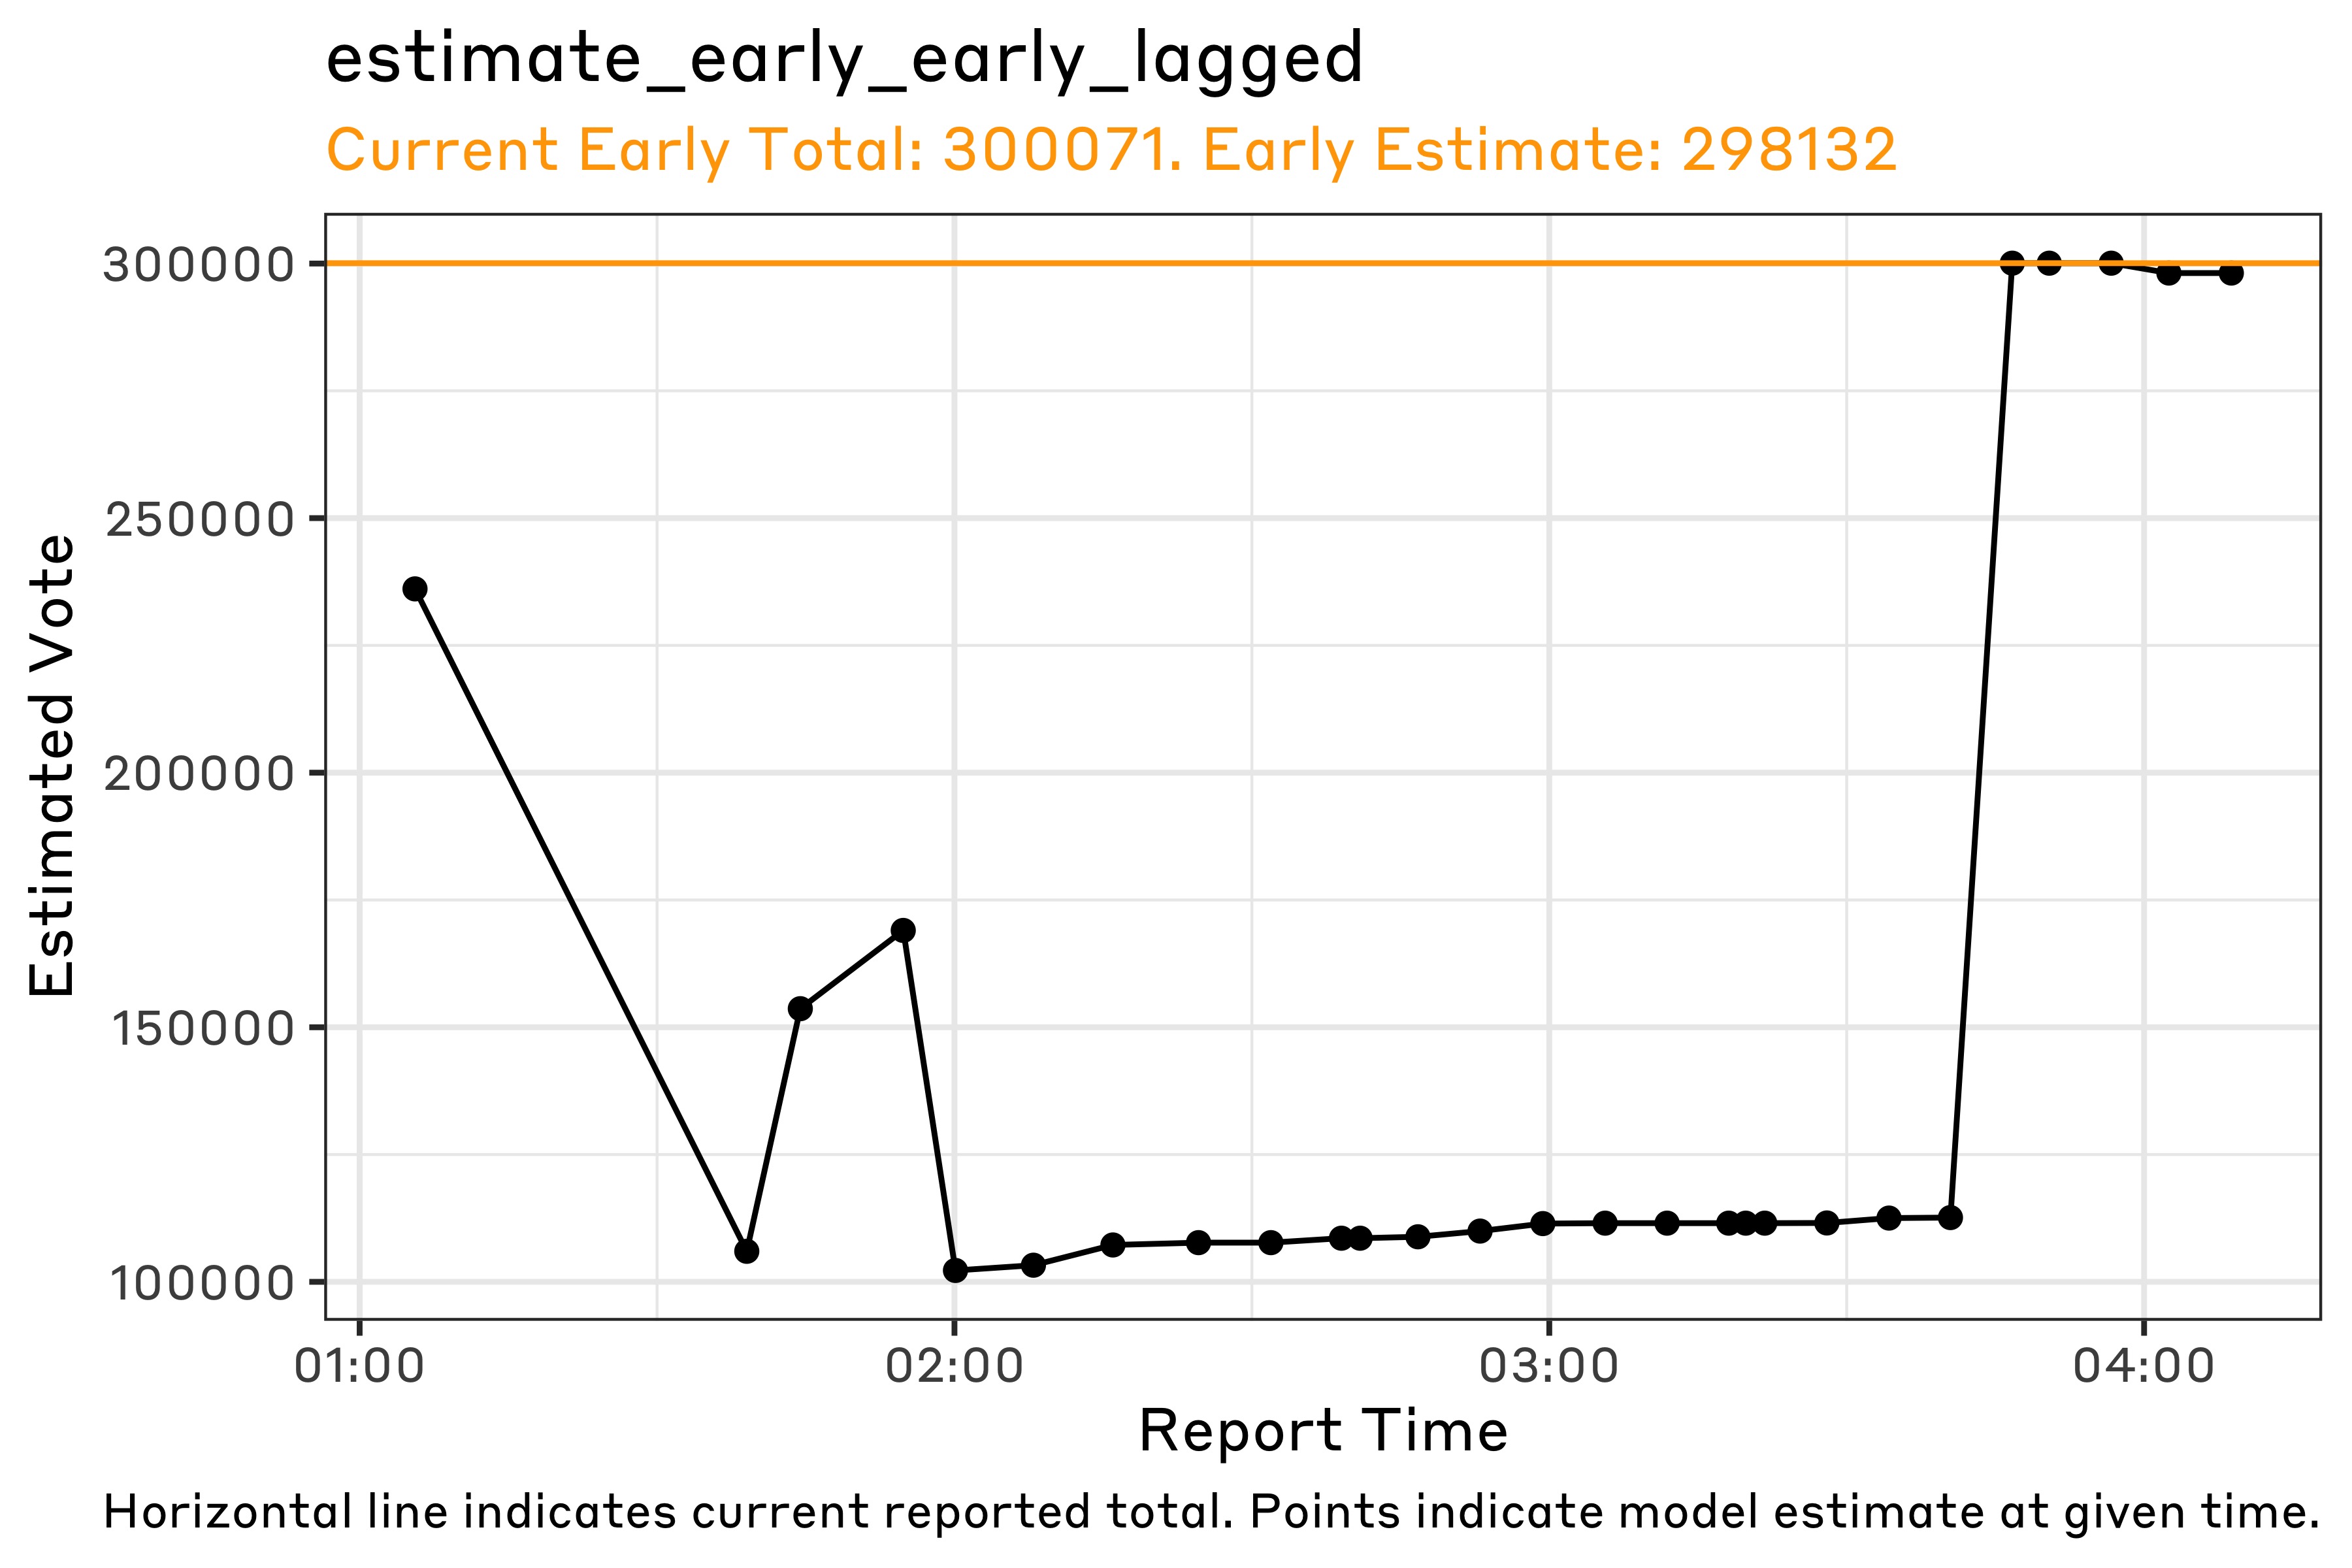 estimate_early_early_lagged
Current Early Total: 300071. Early Estimate: 298132
300000
250000
200000
150000
100000
Estimated Vote
01:00 02:00 03:00 04:00
Report Time
Horizontal line indicates current reported total. Points indicate model estimate at given time.